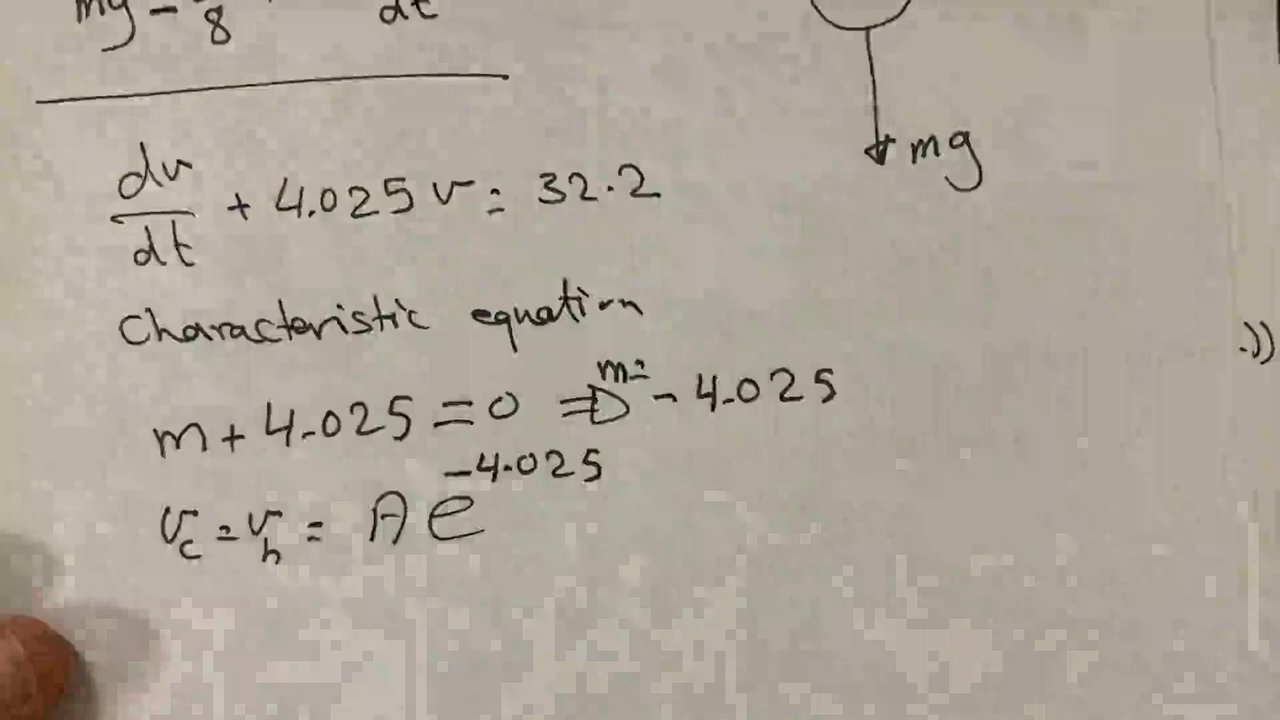 mg - 8 dt
mg
dv/dt + 4.025 v = 32.2
Characteristic equation
m + 4.025 = 0 ⇒ m = - 4.025
v_c = v_h = A e^-4.025